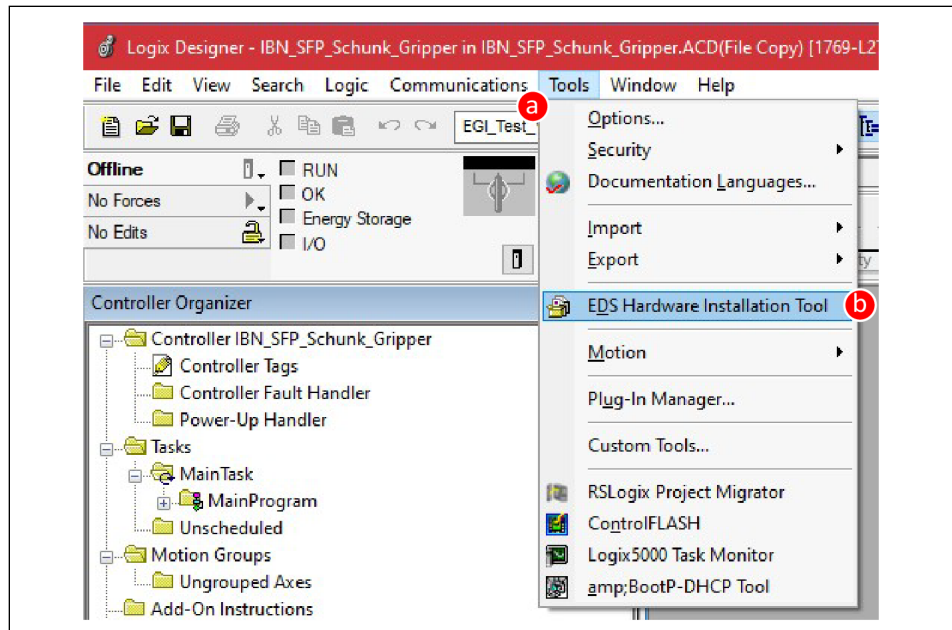 Logix Designer - IBN_SFP_Schunk_Gripper in IBN_SFP_Schunk_Gripper.ACD(File Copy) [1769-L2
File Edit View Search Logic Communications Tools Window Help
a
EGI_Test_
Offline
RUN
No Forces
OK
Energy Storage
No Edits
I/O
Options...
Security
Documentation Languages...
Import
Export
ty
EDS Hardware Installation Tool b
Motion
Plug-In Manager...
Custom Tools...
RSLogix Project Migrator
ControlFLASH
Logix5000 Task Monitor
amp;BootP-DHCP Tool
Controller Organizer
Controller IBN_SFP_Schunk_Gripper
Controller Tags
Controller Fault Handler
Power-Up Handler
Tasks
MainTask
MainProgram
Unscheduled
Motion Groups
Ungrouped Axes
Add-On Instructions